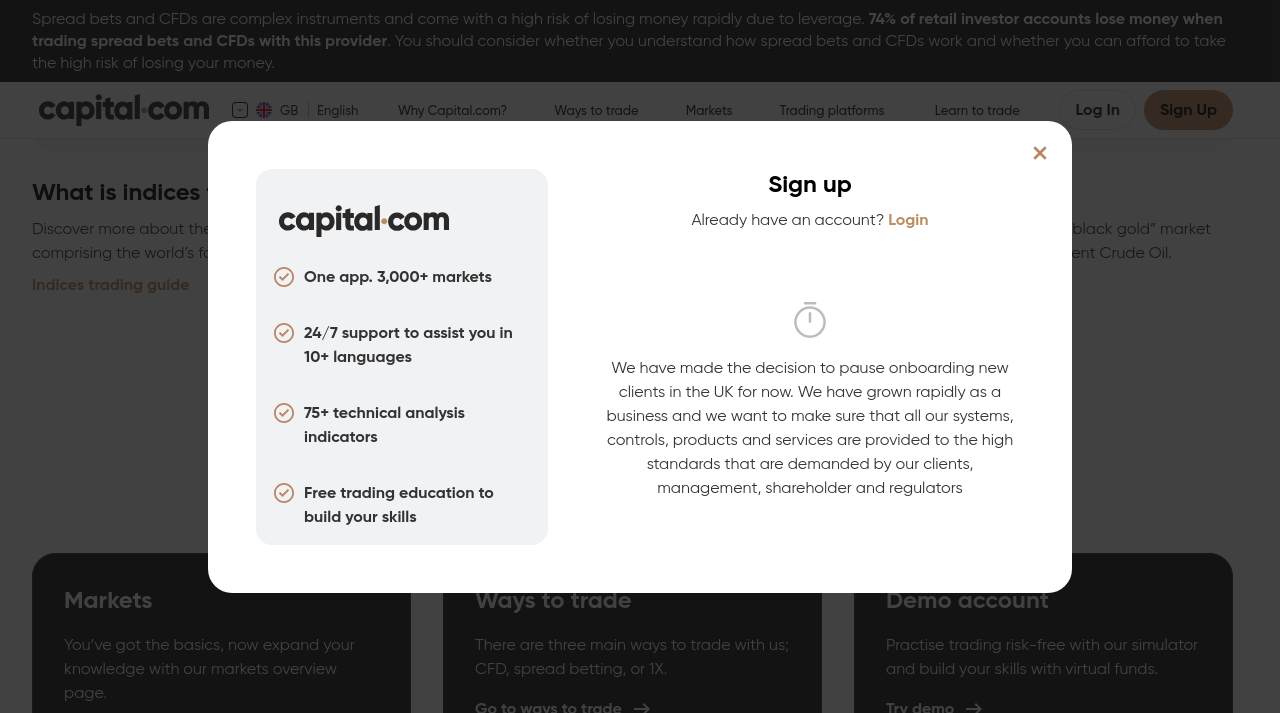 Spread bets and CFDs are complex instruments and come with a high risk of losing money rapidly due to leverage. 74% of retail investor accounts lose money when
trading spread bets and CFDs with this provider. You should consider whether you understand how spread bets and CFDs work and whether you can afford to take
the high risk of losing your money.
capital.com GB English Why Capital.com? Ways to trade Markets Trading platforms Learn to trade Log In Sign Up
What is indices
Discover more about the
black gold” market
comprising the world’s
Crude Oil.
Indices trading guide
capital.com
One app. 3,000+ markets
24/7 support to assist you in
10+ languages
75+ technical analysis
indicators
Free trading education to
build your skills
Sign up
Already have an account? Login
We have made the decision to pause onboarding new
clients in the UK for now. We have grown rapidly as a
business and we want to make sure that all our systems,
controls, products and services are provided to the high
standards that are demanded by our clients,
management, shareholder and regulators
Markets
You’ve got the basics, now expand your
knowledge with our markets overview
page.
Ways to trade
There are three main ways to trade with us;
CFD, spread betting, or 1X.
Go to ways to trade
Demo account
Practise trading risk-free with our simulator
and build your skills with virtual funds.
Try demo